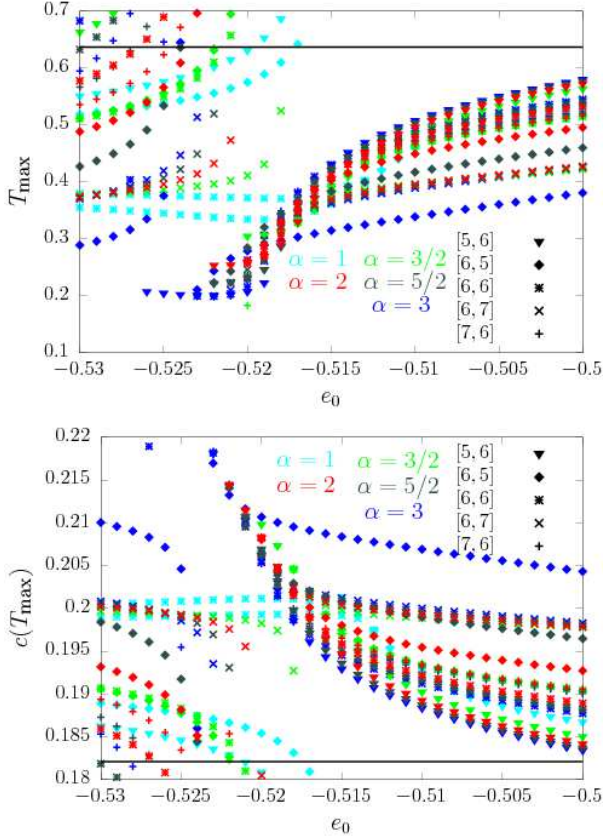 0.7
0.6
0.5
0.4
0.3
0.2
0.1
T_max
α = 1 α = 3/2
α = 2 α = 5/2
α = 3
[5, 6]
[6, 5]
[6, 6]
[6, 7]
[7, 6]
−0.53 −0.525 −0.52 −0.515 −0.51 −0.505 −0.5
e_0
0.22
0.215
0.21
0.205
0.2
0.195
0.19
0.185
0.18
c(T_max)
α = 1 α = 3/2
α = 2 α = 5/2
α = 3
[5, 6]
[6, 5]
[6, 6]
[6, 7]
[7, 6]
−0.53 −0.525 −0.52 −0.515 −0.51 −0.505 −0.5
e_0